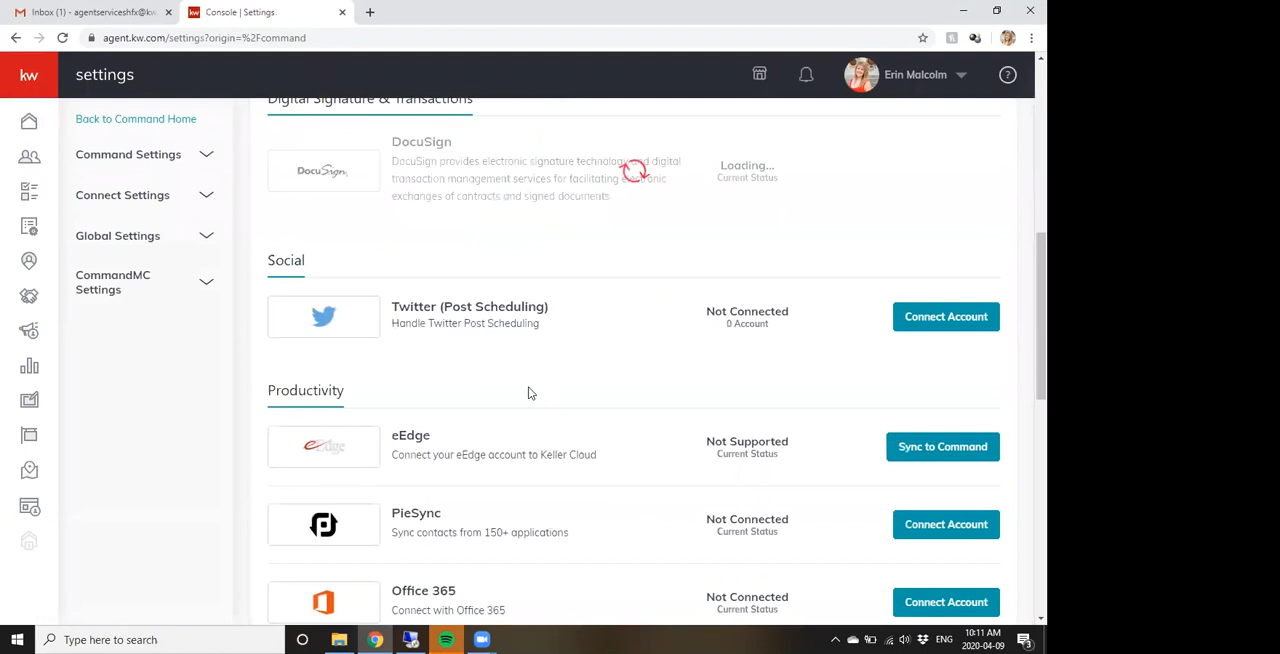 Inbox (1) - agentserviceshfx@kw
Console | Settings
agent.kw.com/settings?origin=%2Fcommand
kw
settings
Erin Malcolm
Back to Command Home
Command Settings
Connect Settings
Global Settings
CommandMC
Settings
Digital Signature & Transactions
DocuSign
DocuSign
DocuSign provides electronic signature technology and digital
transaction management services for facilitating electronic
exchanges of contracts and signed documents
Loading...
Current Status
Social
Twitter (Post Scheduling)
Handle Twitter Post Scheduling
Not Connected
0 Account
Connect Account
Productivity
eEdge
eEdge
Connect your eEdge account to Keller Cloud
Not Supported
Current Status
Sync to Command
PieSync
Sync contacts from 150+ applications
Not Connected
Current Status
Connect Account
Office 365
Connect with Office 365
Not Connected
Current Status
Connect Account
Type here to search
ENG
10:11 AM
2020-04-09
3